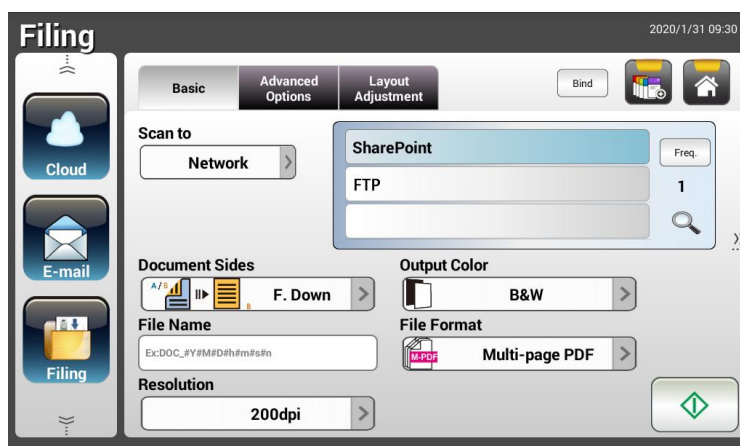 Filing
2020/1/31 09:30
Basic
Advanced
Options
Layout
Adjustment
Bind
Cloud
E-mail
Filing
Scan to
Network
SharePoint
FTP
Freq.
1
Document Sides
A/B
B
F. Down
Output Color
B&W
File Name
Ex:DOC_#Y#M#D#h#m#s#n
File Format
M-PDF
Multi-page PDF
Resolution
200dpi